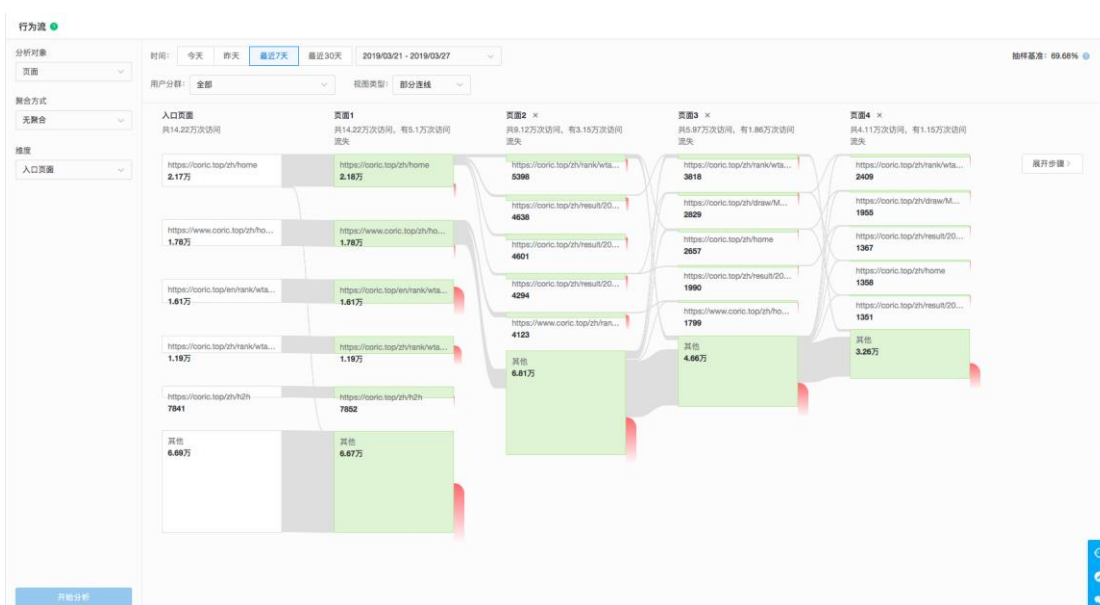 行为流
分析对象
页面
聚合方式
无聚合
维度
入口页面
开始分析
时间: 今天 昨天 最近7天 最近30天 2019/03/21 - 2019/03/27
抽样基准: 69.68%
用户分群: 全部 视图类型: 部分连线
展开步骤
入口页面
共14.22万次访问
https://coric.top/zh/home
2.17万
https://www.coric.top/zh/ho...
1.78万
https://coric.top/en/rank/wta...
1.61万
https://coric.top/zh/rank/wta...
1.19万
https://coric.top/zh/h2h
7841
其他
6.69万
页面1
共14.22万次访问, 有5.1万次访问
流失
https://coric.top/zh/home
2.18万
https://www.coric.top/zh/ho...
1.78万
https://coric.top/en/rank/wta...
1.61万
https://coric.top/zh/rank/wta...
1.19万
https://coric.top/zh/h2h
7852
其他
6.67万
页面2 ×
共9.12万次访问, 有3.15万次访问
流失
https://coric.top/zh/rank/wta...
5398
https://coric.top/zh/result/20...
4638
https://coric.top/zh/result/20...
4601
https://coric.top/zh/result/20...
4294
https://www.coric.top/zh/ran...
4123
其他
6.81万
页面3 ×
共5.97万次访问, 有1.86万次访问
流失
https://coric.top/zh/rank/wta...
3818
https://coric.top/zh/draw/M...
2829
https://coric.top/zh/home
2657
https://coric.top/zh/result/20...
1990
https://www.coric.top/zh/ho...
1799
其他
4.66万
页面4 ×
共4.11万次访问, 有1.15万次访问
流失
https://coric.top/zh/rank/wta...
2409
https://coric.top/zh/draw/M...
1955
https://coric.top/zh/result/20...
1367
https://coric.top/zh/home
1358
https://coric.top/zh/result/20...
1351
其他
3.26万